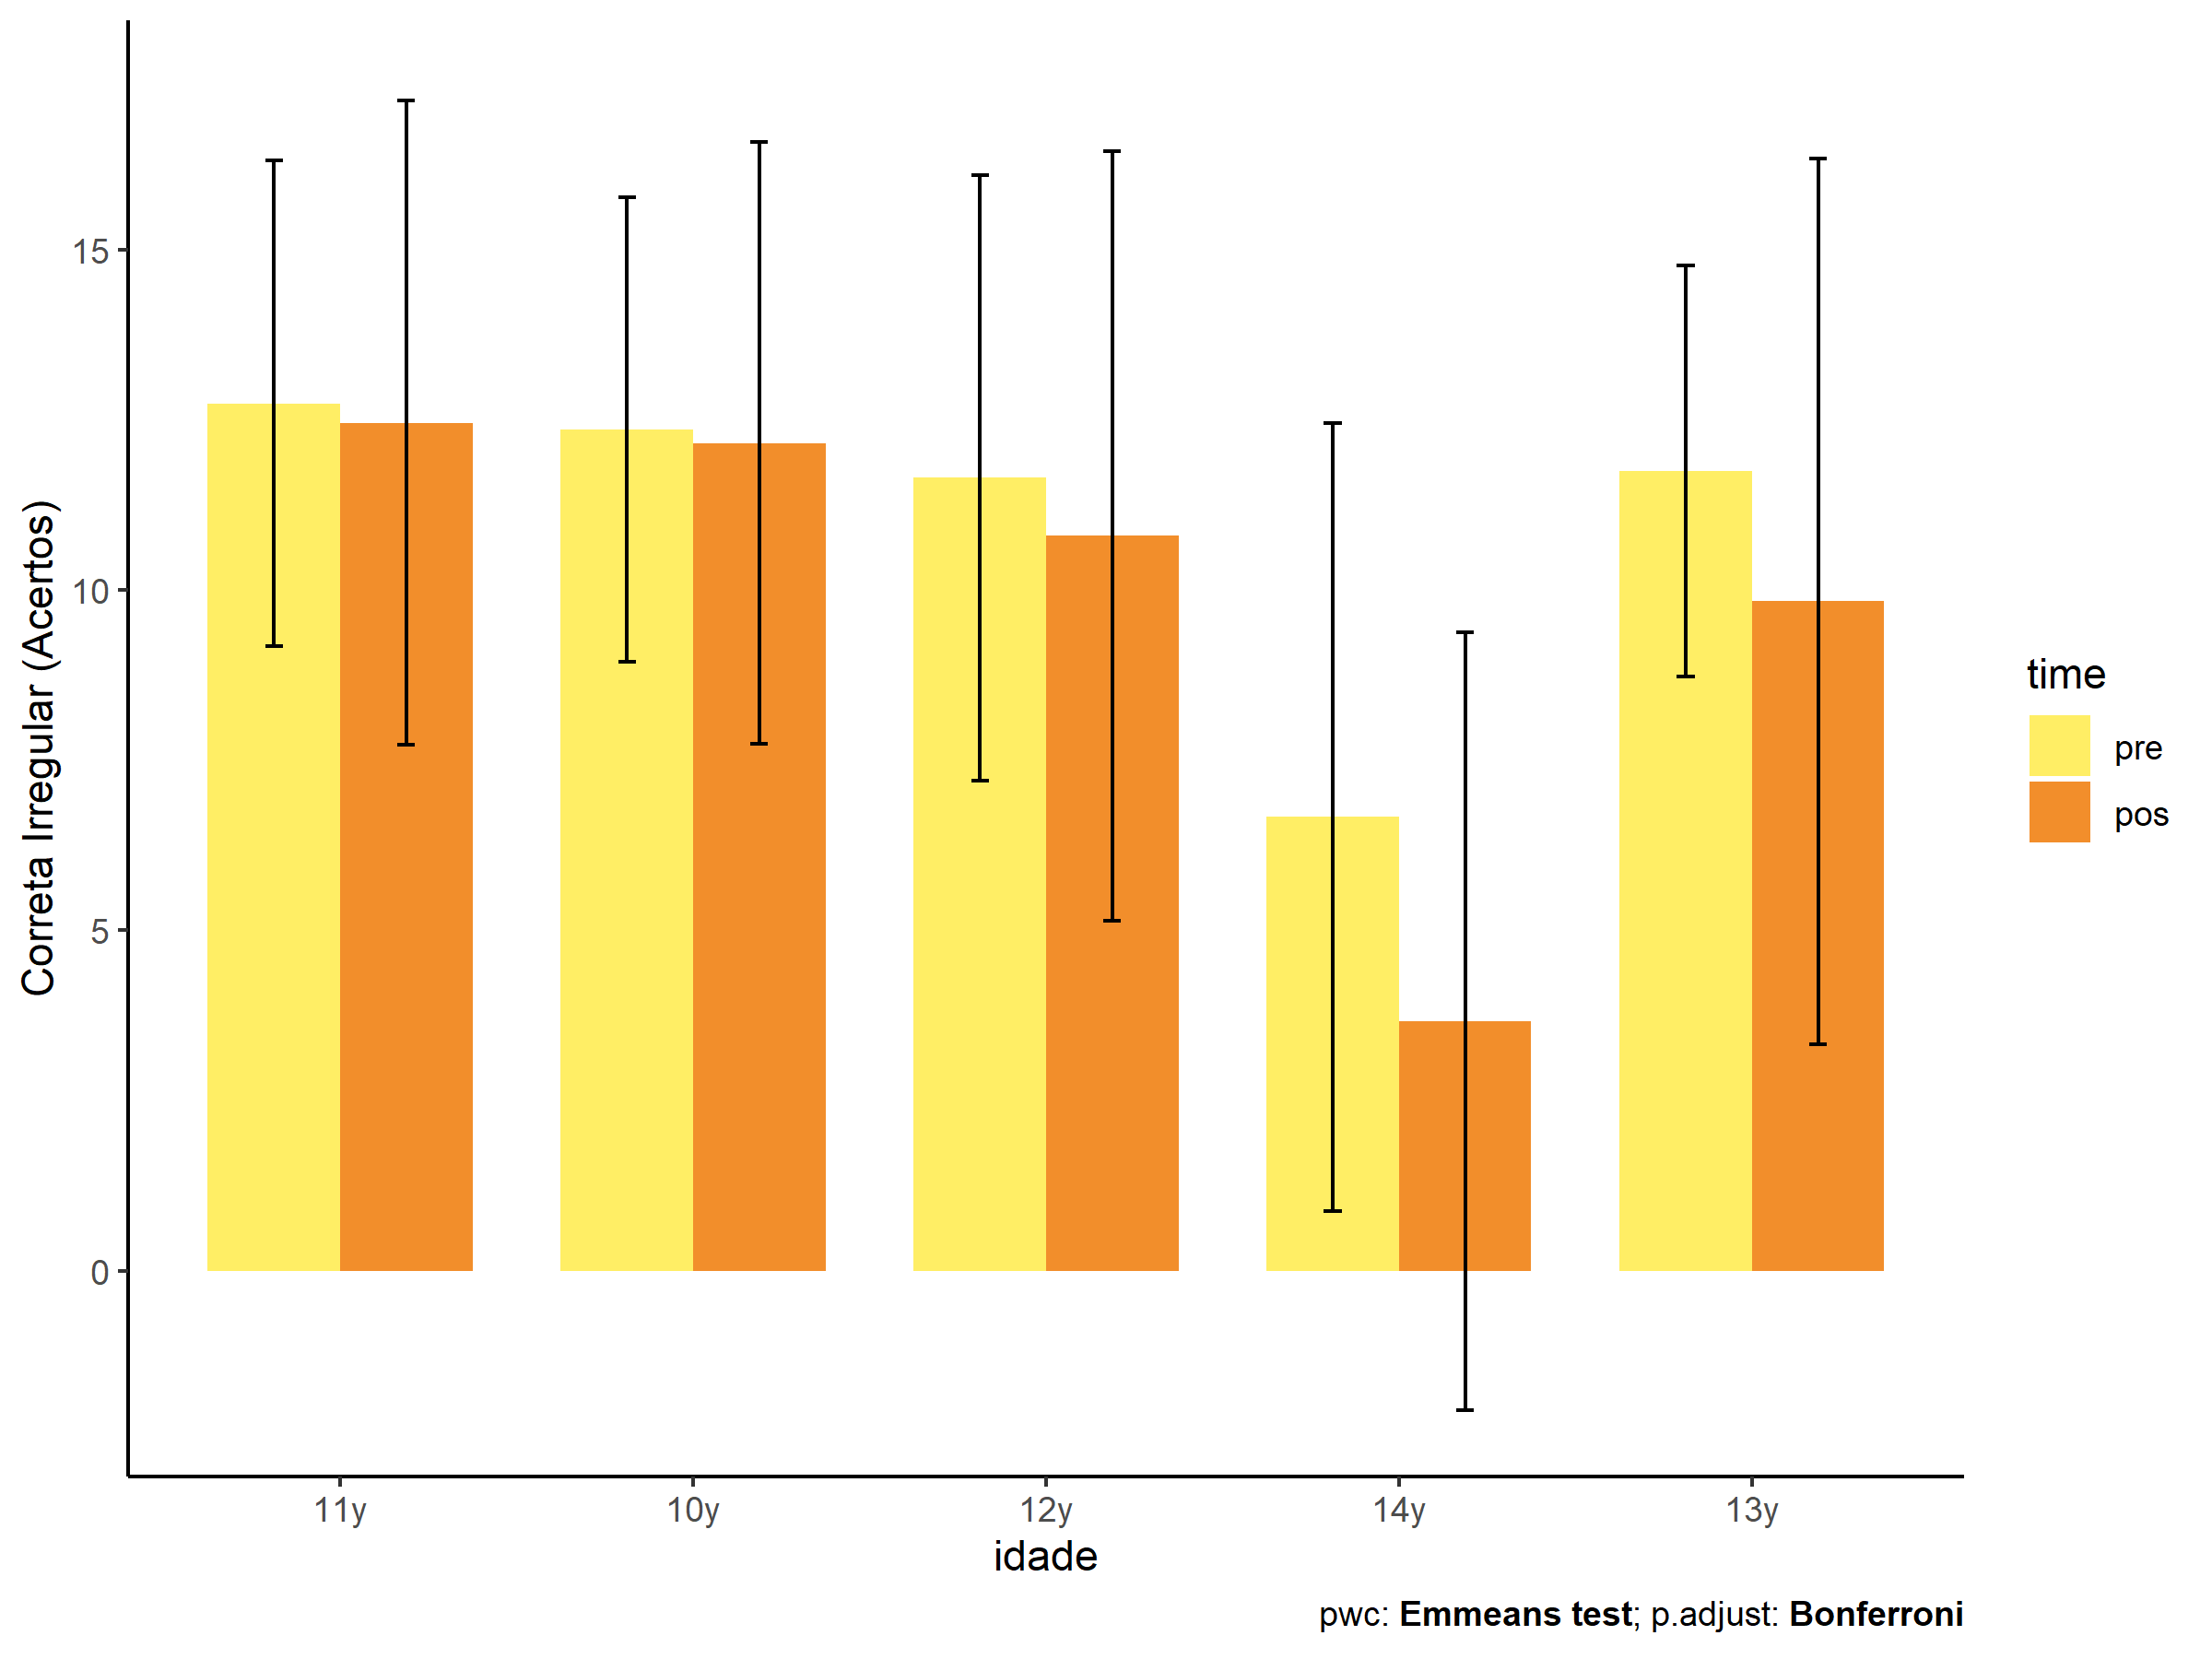 Correta Irregular (Acertos)
15
10
5
0
11y
10y
12y
14y
13y
idade
time
pre
pos
pwc: Emmeans test; p.adjust: Bonferroni